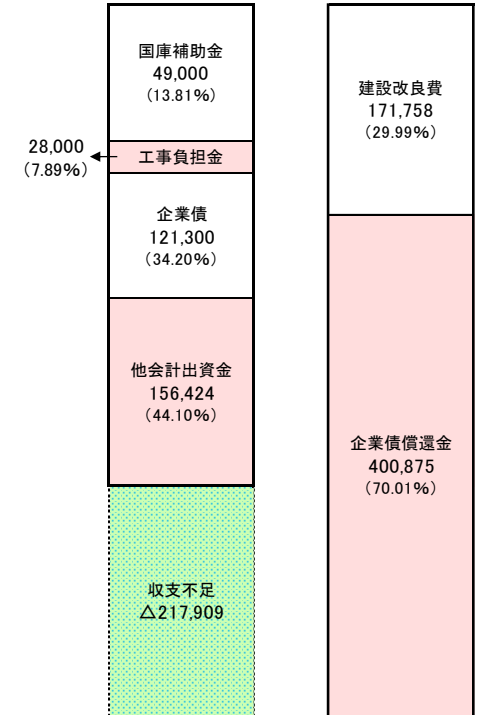 国庫補助金
49,000
(13.81%)
28,000
(7.89%)
工事負担金
企業債
121,300
(34.20%)
他会計出資金
156,424
(44.10%)
収支不足
△217,909
建設改良費
171,758
(29.99%)
企業債償還金
400,875
(70.01%)